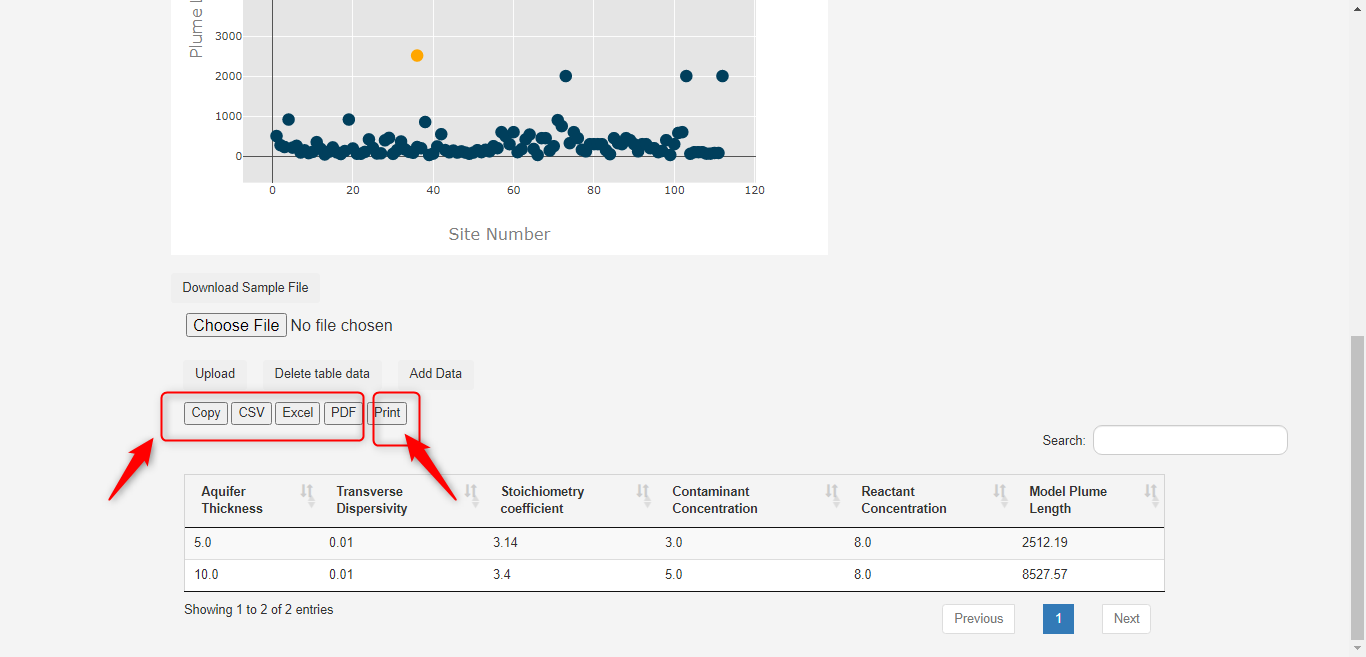 Plume
3000
2000
1000
0
0 20 40 60 80 100 120
Site Number
Download Sample File
Choose File No file chosen
Upload Delete table data Add Data
Copy CSV Excel PDF Print
Search:
Aquifer Thickness Transverse Dispersivity Stoichiometry coefficient Contaminant Concentration Reactant Concentration Model Plume Length
5.0 0.01 3.14 3.0 8.0 2512.19
10.0 0.01 3.4 5.0 8.0 8527.57
Showing 1 to 2 of 2 entries
Previous 1 Next